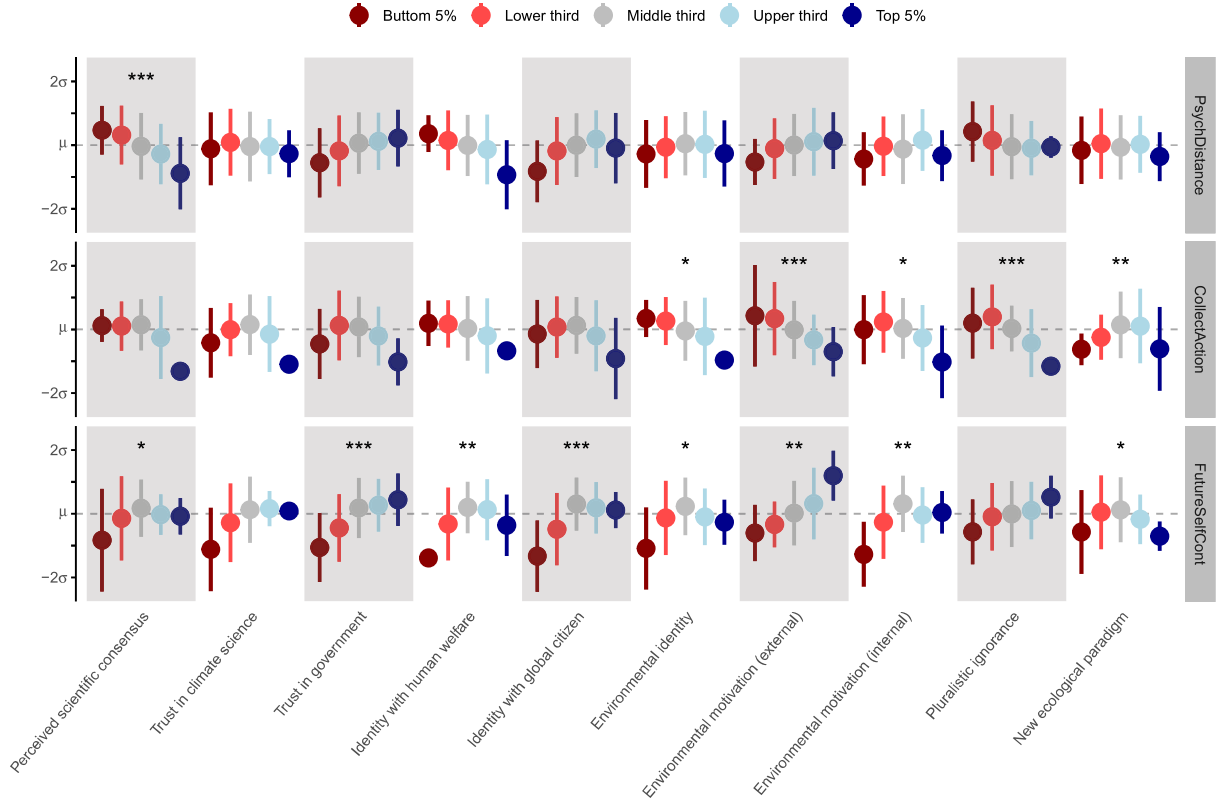 Buttom 5% Lower third Middle third Upper third Top 5%
2σ
μ
−2σ
***
PsychDistance
2σ
μ
−2σ
* *** * *** **
CollectAction
2σ
μ
−2σ
* *** ** *** * ** ** *
FutureSelfCont
Perceived scientific consensus
Trust in climate science
Trust in government
Identity with human welfare
Identity with global citizen
Environmental identity
Environmental motivation (external)
Environmental motivation (internal)
Pluralistic ignorance
New ecological paradigm